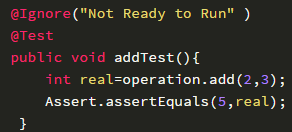 @Ignore("Not Ready to Run" )
@Test
public void addTest(){
    int real=operation.add(2,3);
    Assert.assertEquals(5,real);
 }